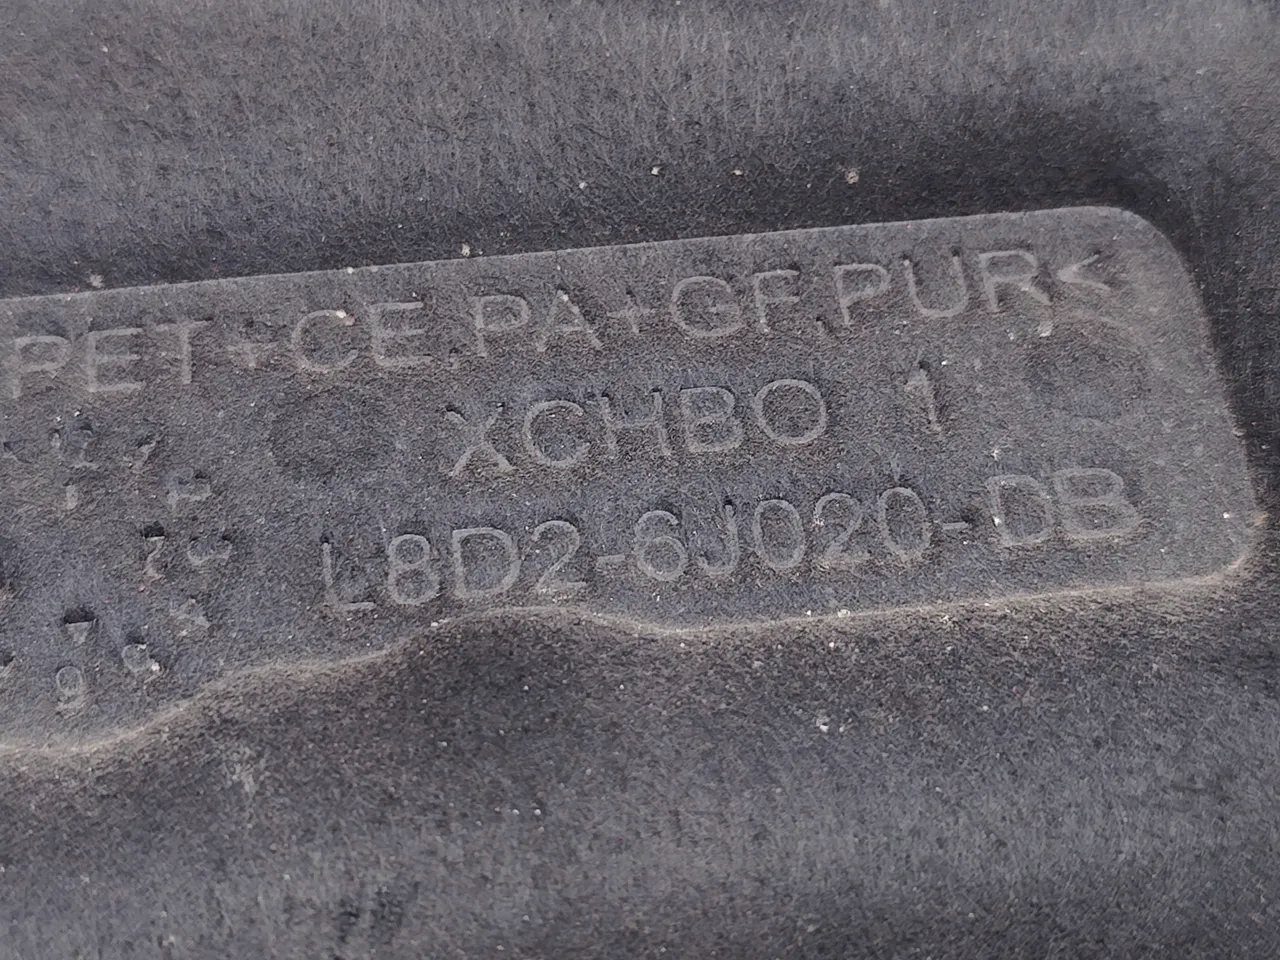 PET+CE,PA+GF,PUR<
XCHBO 1
L8D2-6J020-DB